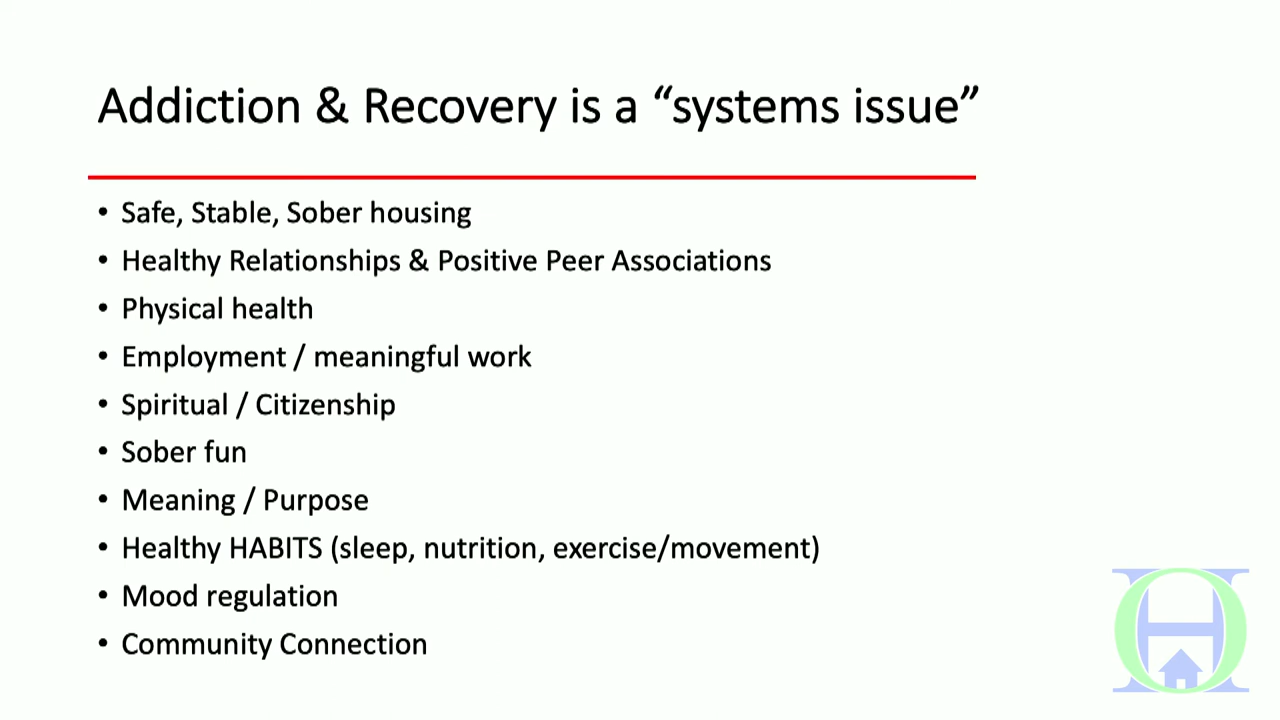 Addiction & Recovery is a “systems issue”
• Safe, Stable, Sober housing
• Healthy Relationships & Positive Peer Associations
• Physical health
• Employment / meaningful work
• Spiritual / Citizenship
• Sober fun
• Meaning / Purpose
• Healthy HABITS (sleep, nutrition, exercise/movement)
• Mood regulation
• Community Connection